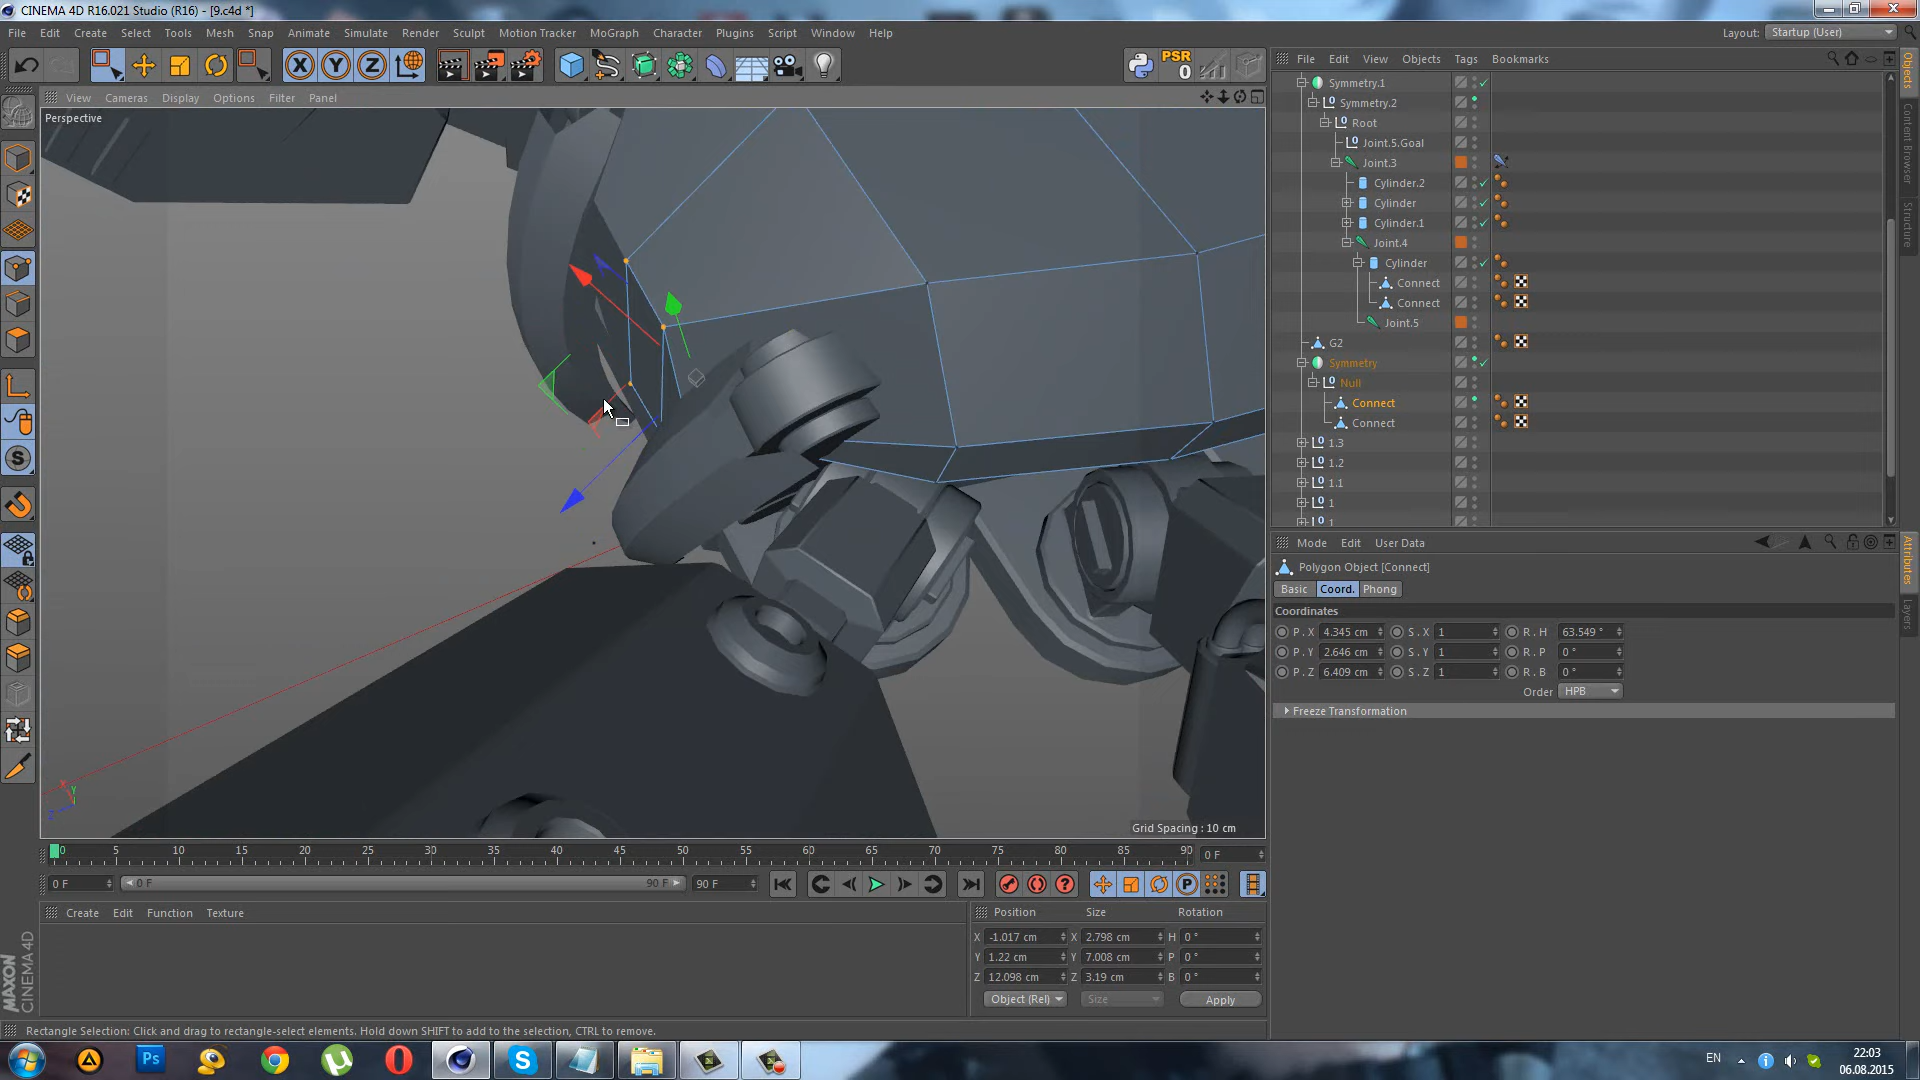 CINEMA 4D R16.021 Studio (R16) - [9.c4d *]
File Edit Create Select Tools Mesh Snap Animate Simulate Render Sculpt Motion Tracker MoGraph Character Plugins Script Window Help
Layout: Startup (User)
PSR
0
File Edit View Objects Tags Bookmarks
View Cameras Display Options Filter Panel
Perspective
Symmetry.1
Symmetry.2
Root
Joint.5.Goal
Joint.3
Cylinder.2
Cylinder
Cylinder.1
Joint.4
Cylinder
Connect
Connect
Joint.5
G2
Symmetry
Null
Connect
Connect
1.3
1.2
1.1
1
1
Objects
Content Browser
Structure
Attributes
Layers
Mode Edit User Data
Polygon Object [Connect]
Basic Coord. Phong
Coordinates
P . X 4.345 cm S . X 1 R . H 63.549 °
P . Y 2.646 cm S . Y 1 R . P 0 °
P . Z 6.409 cm S . Z 1 R . B 0 °
Order HPB
Freeze Transformation
Grid Spacing : 10 cm
X Y Z
0 5 10 15 20 25 30 35 40 45 50 55 60 65 70 75 80 85 90 0 F
0 F 0 F 90 F 90 F
Create Edit Function Texture
Position Size Rotation
X -1.017 cm X 2.798 cm H 0 °
Y 1.22 cm Y 7.008 cm P 0 °
Z 12.098 cm Z 3.19 cm B 0 °
Object (Rel) Size Apply
MAXON
CINEMA 4D
Rectangle Selection: Click and drag to rectangle-select elements. Hold down SHIFT to add to the selection, CTRL to remove.
Ps
EN
22:03
06.08.2015